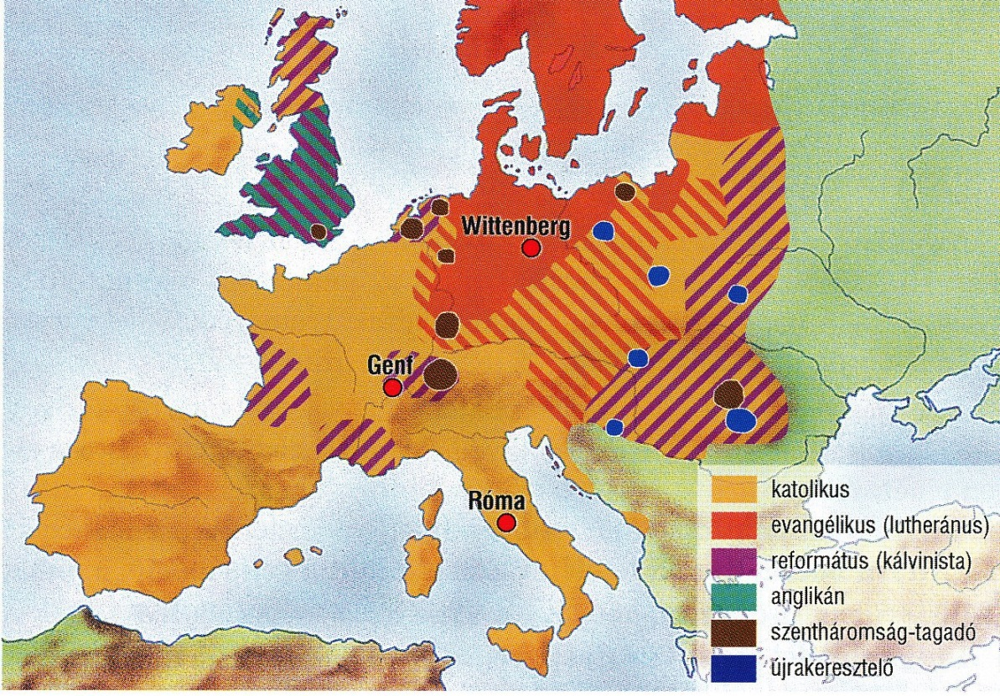 Wittenberg
Genf
Róma
katolikus
evangélikus (lutheránus)
református (kálvinista)
anglikán
szentháromság-tagadó
újrakeresztelő